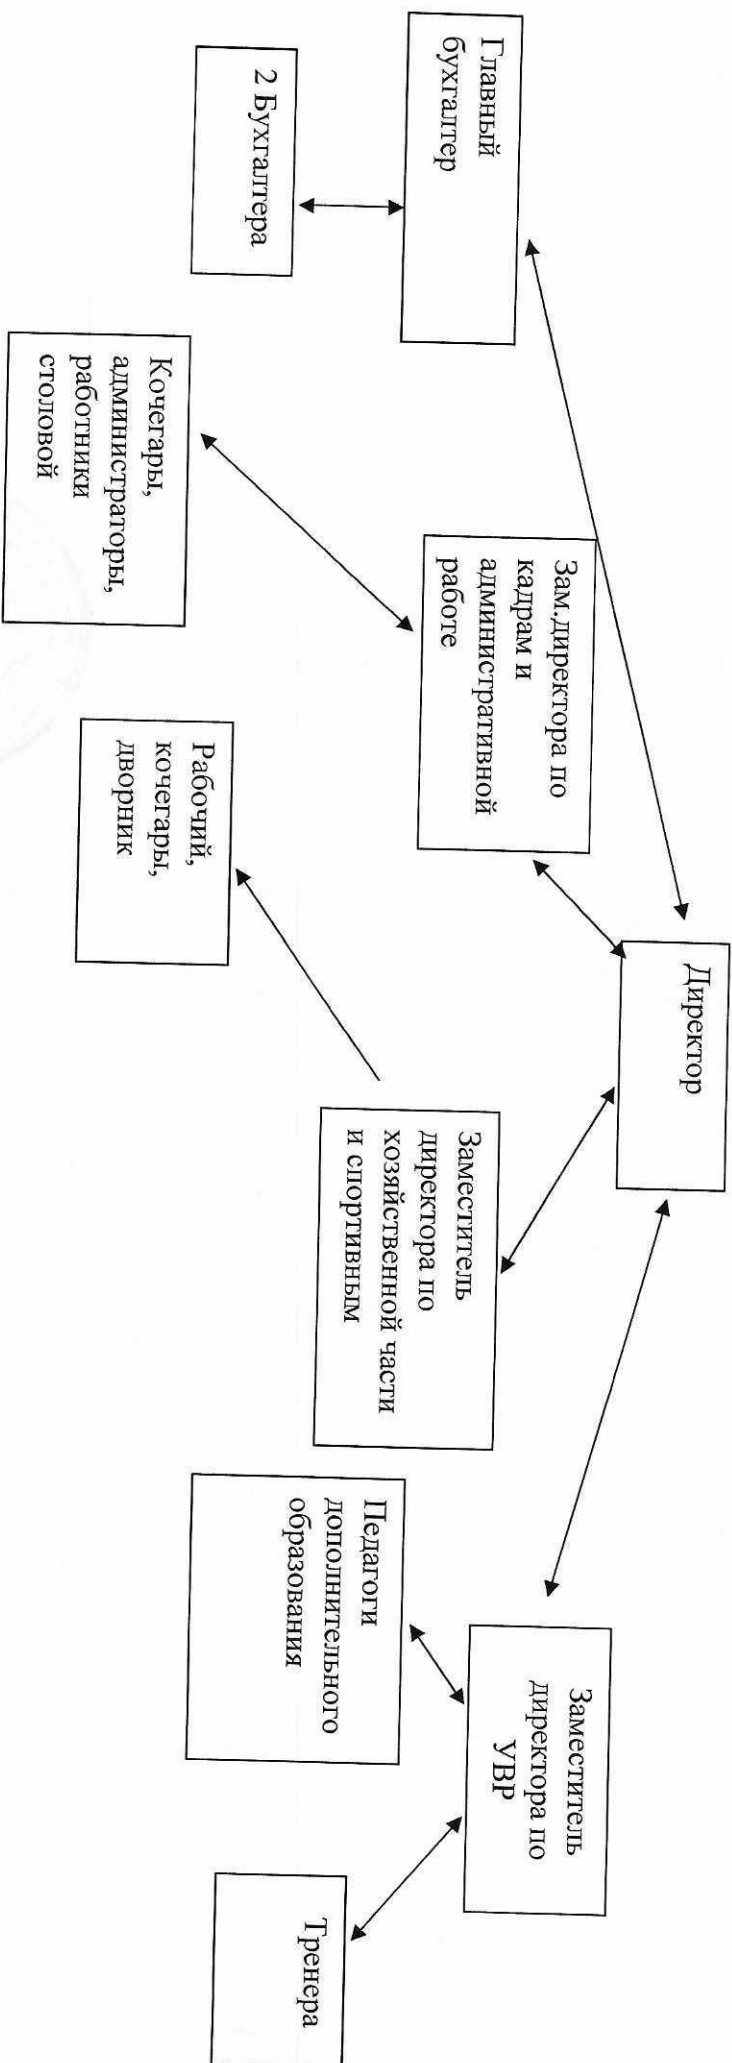 Директор
Главный
бухгалтер
Зам.директора по
кадрам и
административной
работе
Заместитель
директора по
хозяйственной части
и спортивным
Заместитель
директора по
УВР
2 Бухгалтера
Кочегары,
администраторы,
работники
столовой
Рабочий,
кочегары,
дворник
Педагоги
дополнительного
образования
Тренера